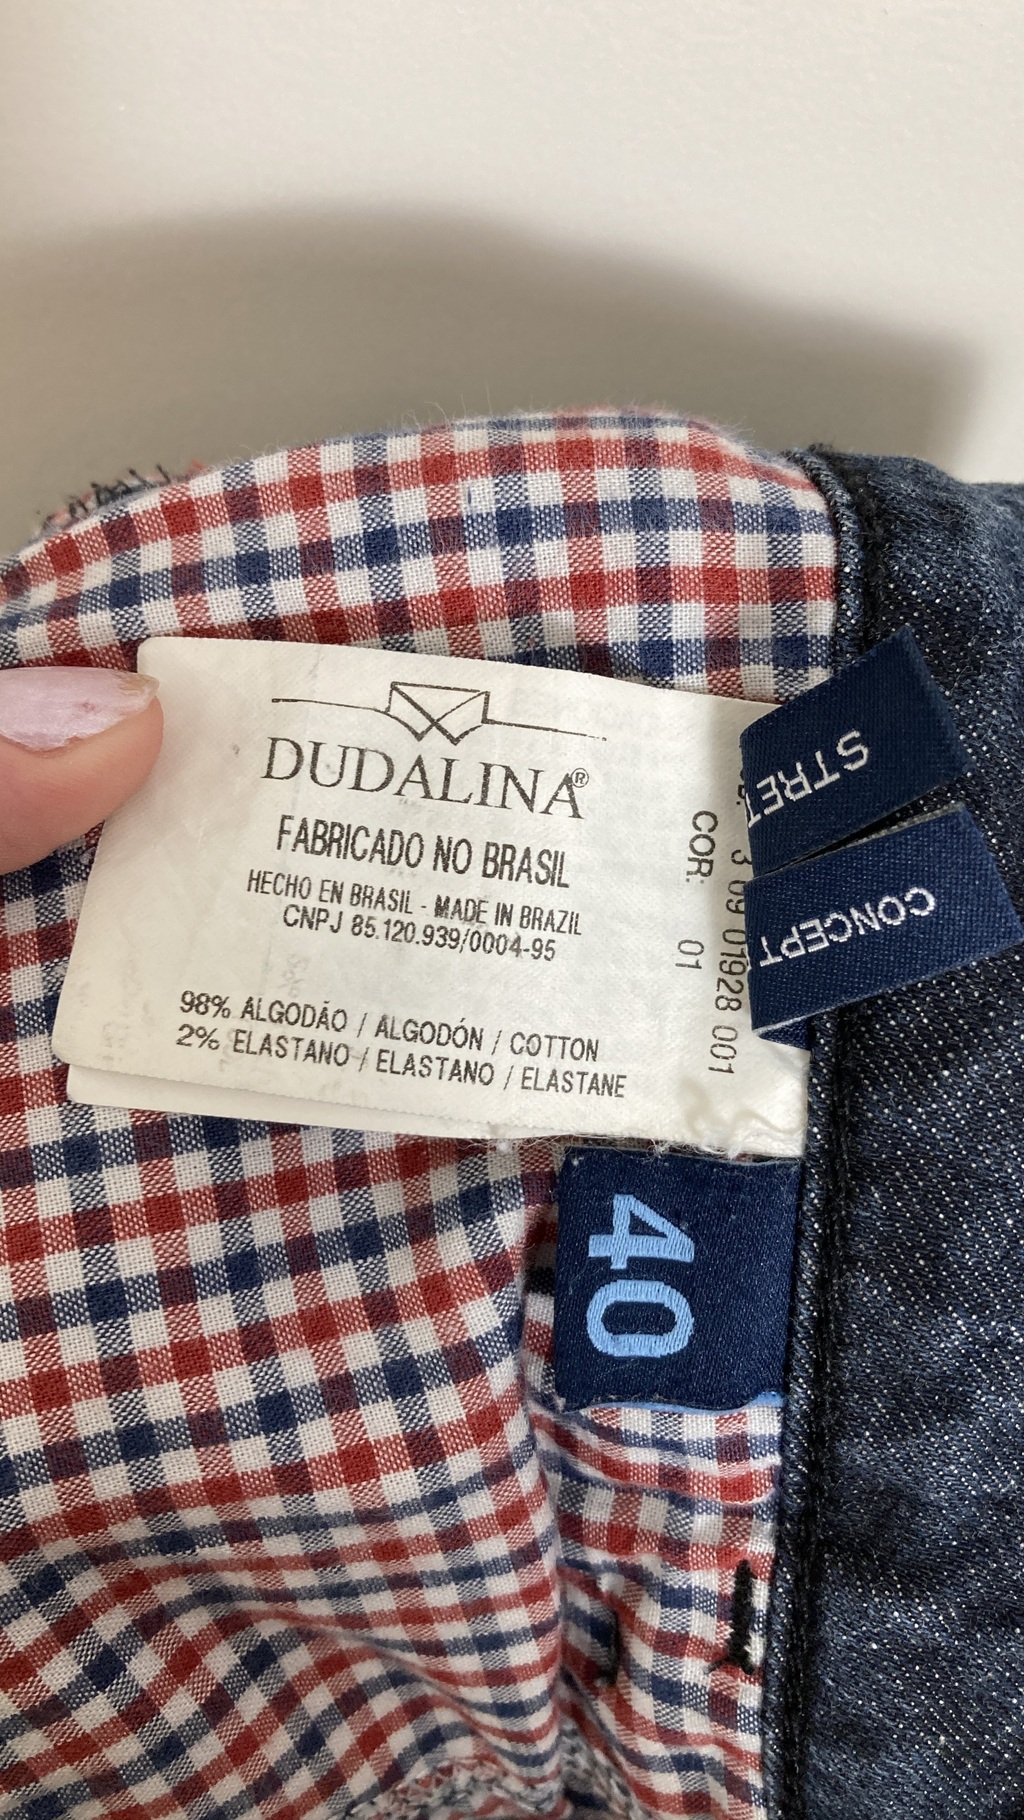 DUDALINA®
FABRICADO NO BRASIL
HECHO EN BRASIL - MADE IN BRAZIL
CNPJ 85.120.939/0004-95
98% ALGODÃO / ALGODÓN / COTTON
2% ELASTANO / ELASTANO / ELASTANE
COR: 01
3 09 01928 001
CONCEPT
40